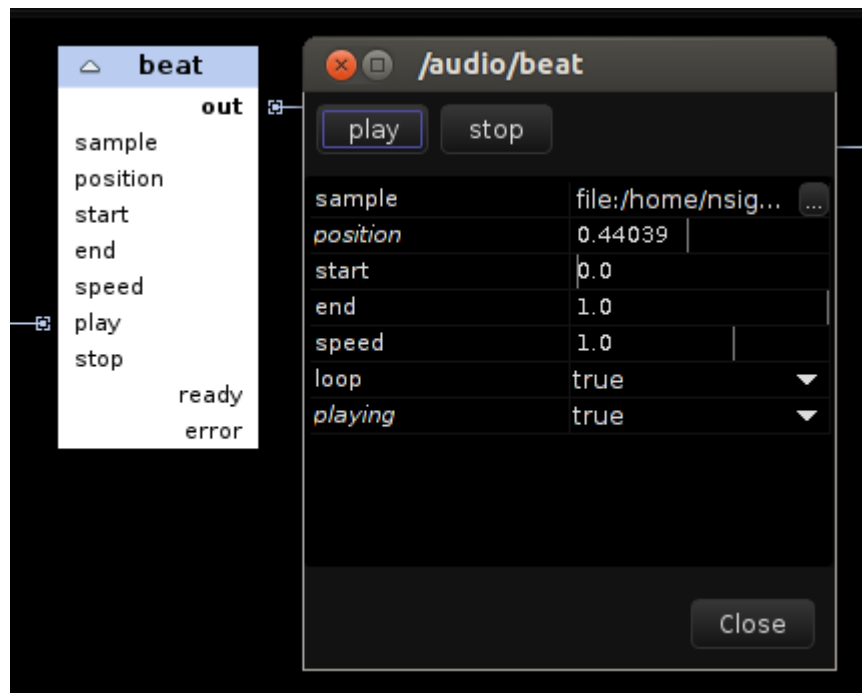 beat
out
sample
position
start
end
speed
play
stop
ready
error
/audio/beat
play stop
sample file:/home/nsig... ...
position 0.44039
start 0.0
end 1.0
speed 1.0
loop true
playing true
Close